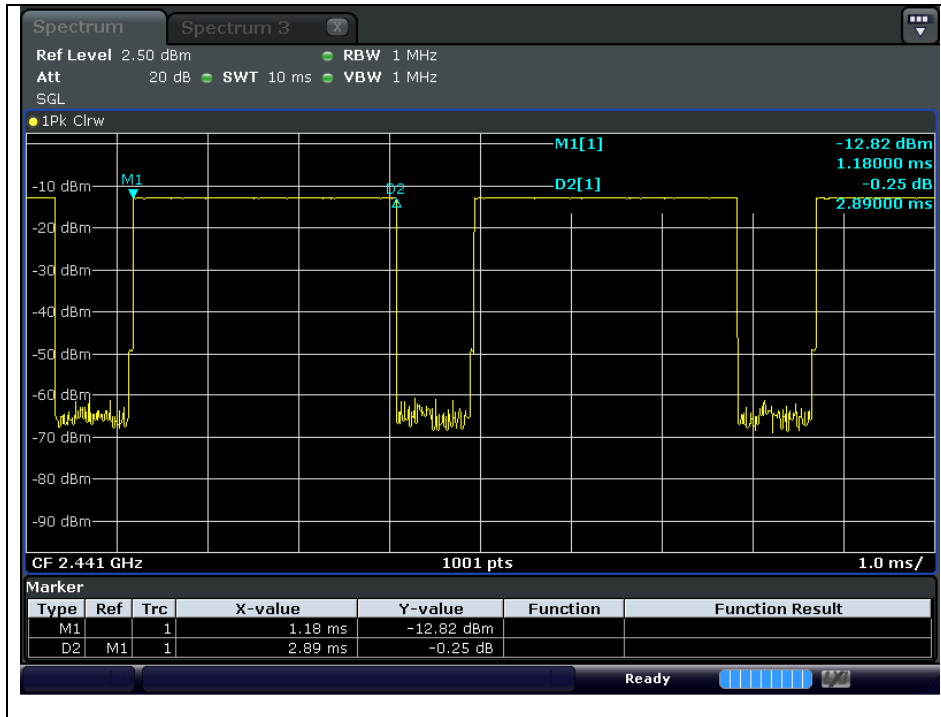 Spectrum Spectrum 3 X
Ref Level 2.50 dBm RBW 1 MHz
Att 20 dB SWT 10 ms VBW 1 MHz
SGL
1Pk Clrw
M1[1] -12.82 dBm
1.18000 ms
D2[1] -0.25 dB
2.89000 ms
M1
D2
-10 dBm
-20 dBm
-30 dBm
-40 dBm
-50 dBm
-60 dBm
-70 dBm
-80 dBm
-90 dBm
CF 2.441 GHz 1001 pts 1.0 ms/
Marker
Type Ref Trc X-value Y-value Function Function Result
M1 1 1.18 ms -12.82 dBm
D2 M1 1 2.89 ms -0.25 dB
Ready